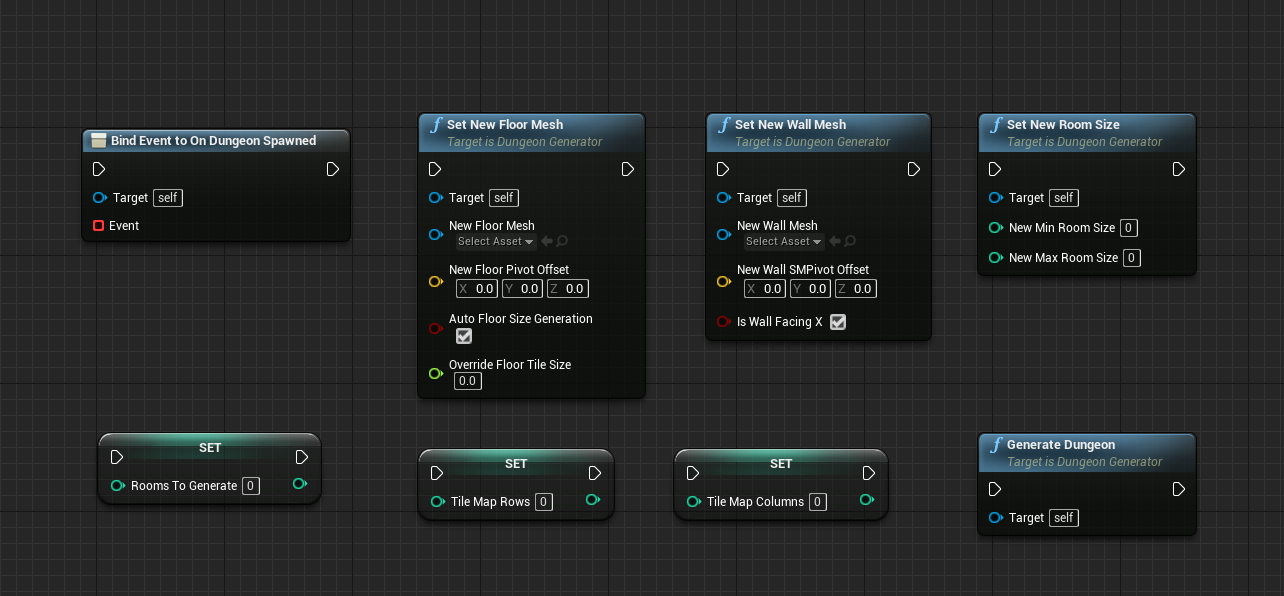 Bind Event to On Dungeon Spawned
Target self
Event
f Set New Floor Mesh
Target is Dungeon Generator
Target self
New Floor Mesh
Select Asset
New Floor Pivot Offset
X 0.0 Y 0.0 Z 0.0
Auto Floor Size Generation
Override Floor Tile Size
0.0
f Set New Wall Mesh
Target is Dungeon Generator
Target self
New Wall Mesh
Select Asset
New Wall SMPivot Offset
X 0.0 Y 0.0 Z 0.0
Is Wall Facing X
f Set New Room Size
Target is Dungeon Generator
Target self
New Min Room Size 0
New Max Room Size 0
SET
Rooms To Generate 0
SET
Tile Map Rows 0
SET
Tile Map Columns 0
f Generate Dungeon
Target is Dungeon Generator
Target self